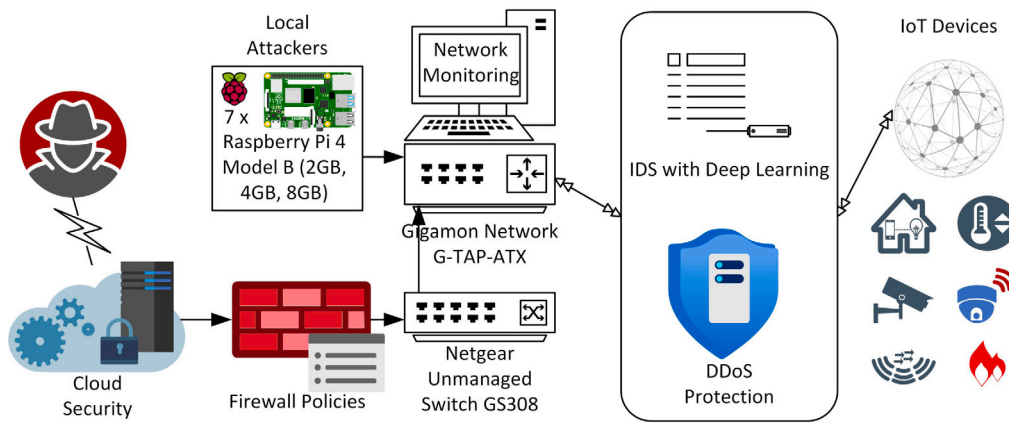 Local
Attackers
7 x
Raspberry Pi 4
Model B (2GB,
4GB, 8GB)
Network
Monitoring
Gigamon Network
G-TAP-ATX
Cloud
Security
Firewall Policies
Netgear
Unmanaged
Switch GS308
IDS with Deep Learning
DDoS
Protection
IoT Devices